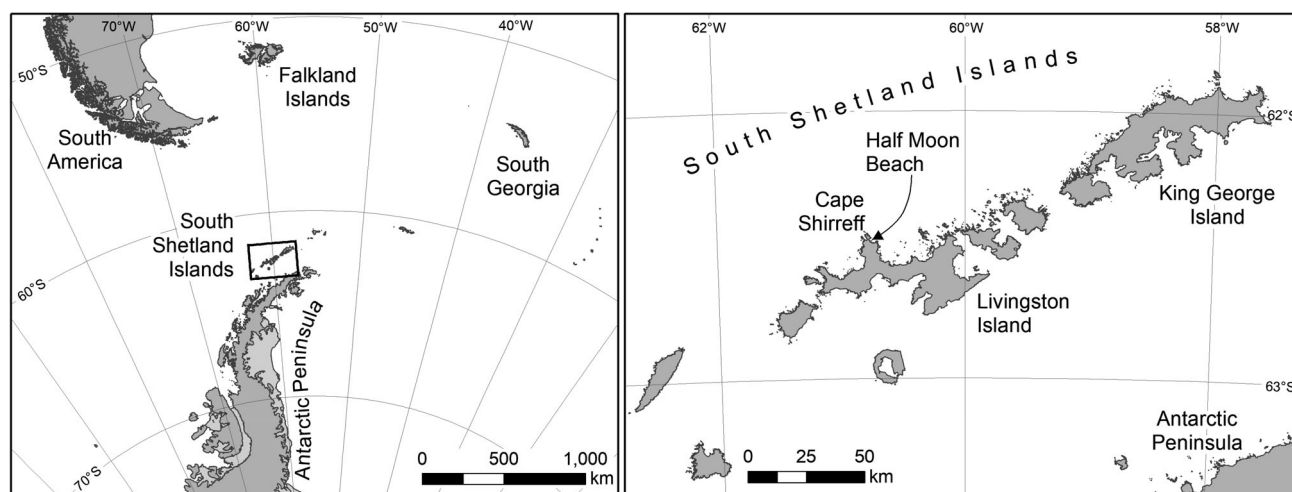 70°W
60°W
50°W
40°W
50°S
Falkland
Islands
South
America
South
Georgia
South
Shetland
Islands
60°S
Antarctic Peninsula
70°S
0 500 1,000
km
62°W
60°W
58°W
South Shetland Islands
62°S
Half Moon
Beach
Cape
Shirreff
King George
Island
Livingston
Island
63°S
Antarctic
Peninsula
0 25 50
km